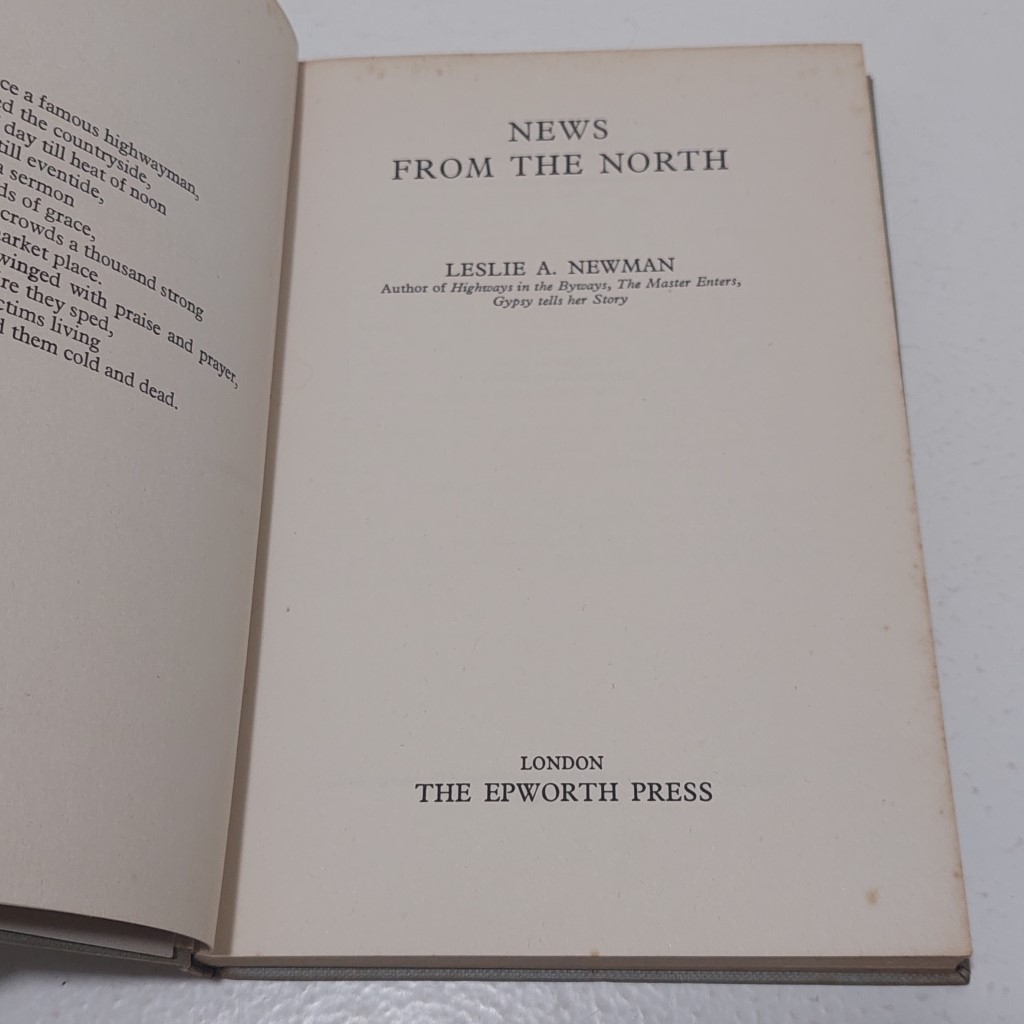 ce a famous highwayman,
ed the countryside,
day till heat of noon
till eventide,
a sermon
ds of grace,
crowds a thousand strong
arket place.
winged with praise and prayer,
re they sped,
ctims living
d them cold and dead.
NEWS
FROM THE NORTH
LESLIE A. NEWMAN
Author of Highways in the Byways, The Master Enters,
Gypsy tells her Story
LONDON
THE EPWORTH PRESS